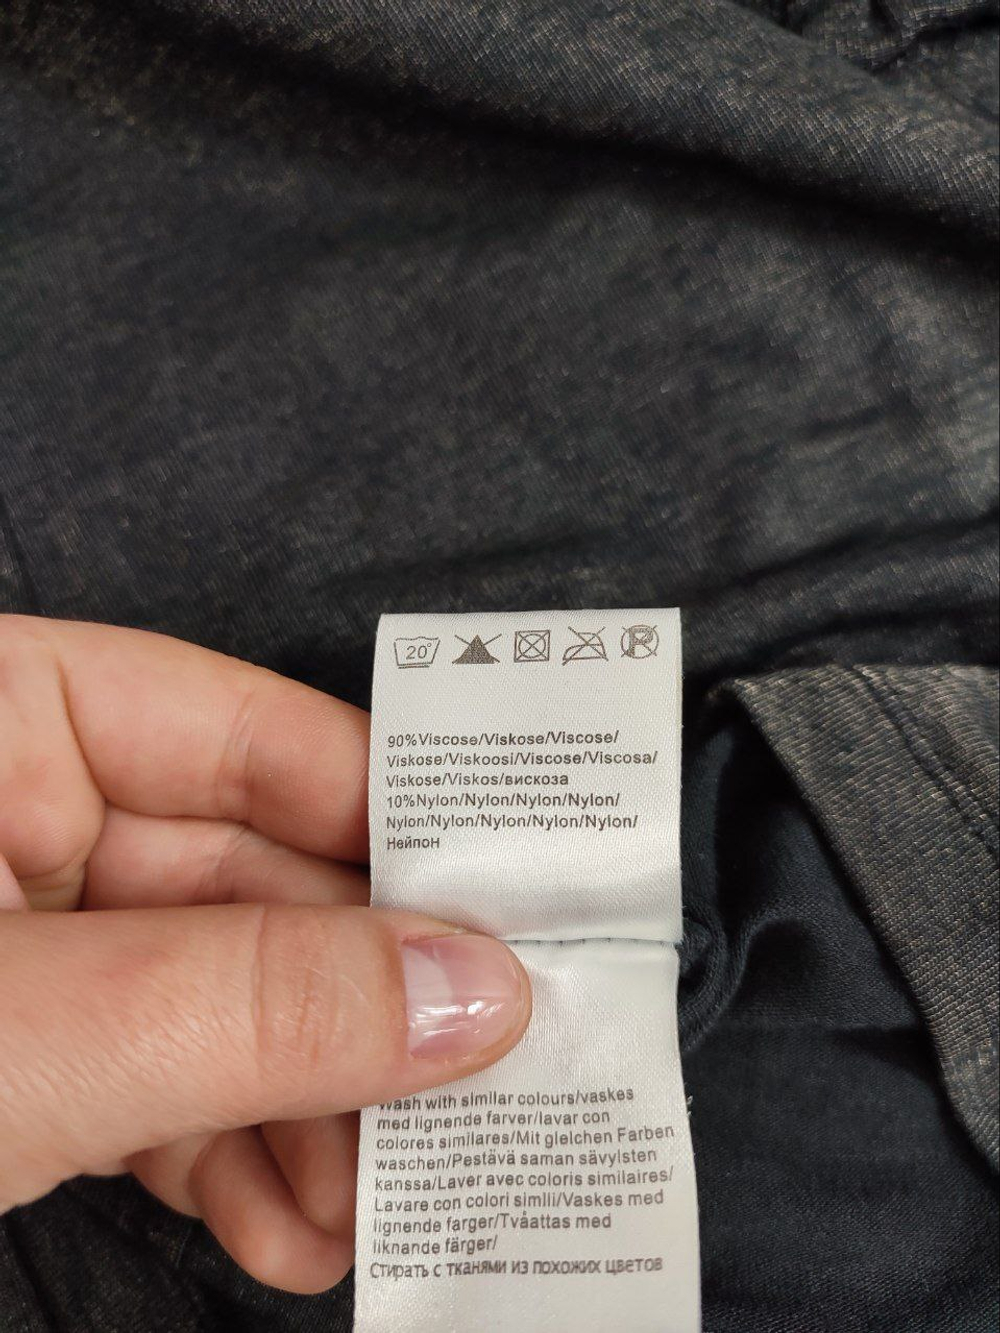 20°
P
90%Viscose/Viskose/Viscose/
Viskose/Viskoosi/Viscose/Viscosa/
Viskose/Viskos/вискоза
10%Nylon/Nylon/Nylon/Nylon/
Nylon/Nylon/Nylon/Nylon/Nylon/
Нейлон
Wash with similar colours/vaskes
med lignende farver/lavar con
colores similares/Mit gleichen Farben
waschen/Pestävä saman sävylsten
kanssa/Laver avec coloris similaires/
Lavare con colori simlli/Vaskes med
lignende farger/Tvåattas med
liknande färger/
Стирать с тканями из похожих цветов